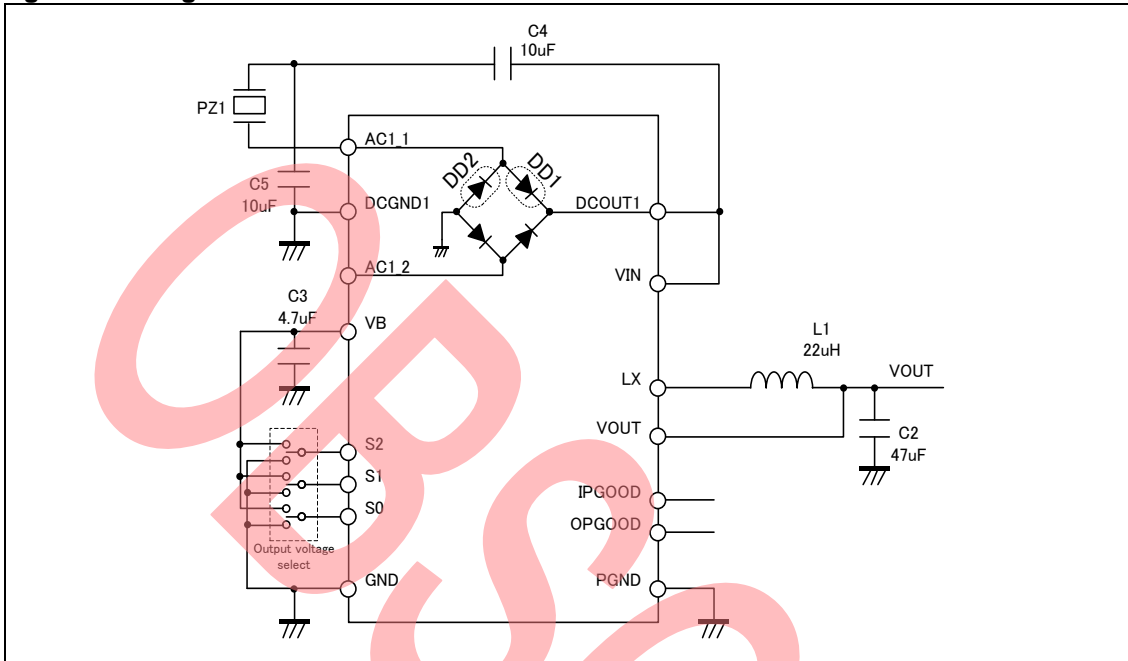 C4
10uF
PZ1
AC1_1
DD2
DD1
C5
10uF
DCGND1
DCOUT1
AC1_2
VIN
C3
4.7uF
VB
L1
22uH
LX
VOUT
VOUT
S2
C2
47uF
S1
IPGOOD
S0
OPGOOD
Output voltage
select
GND
PGND
OBSO